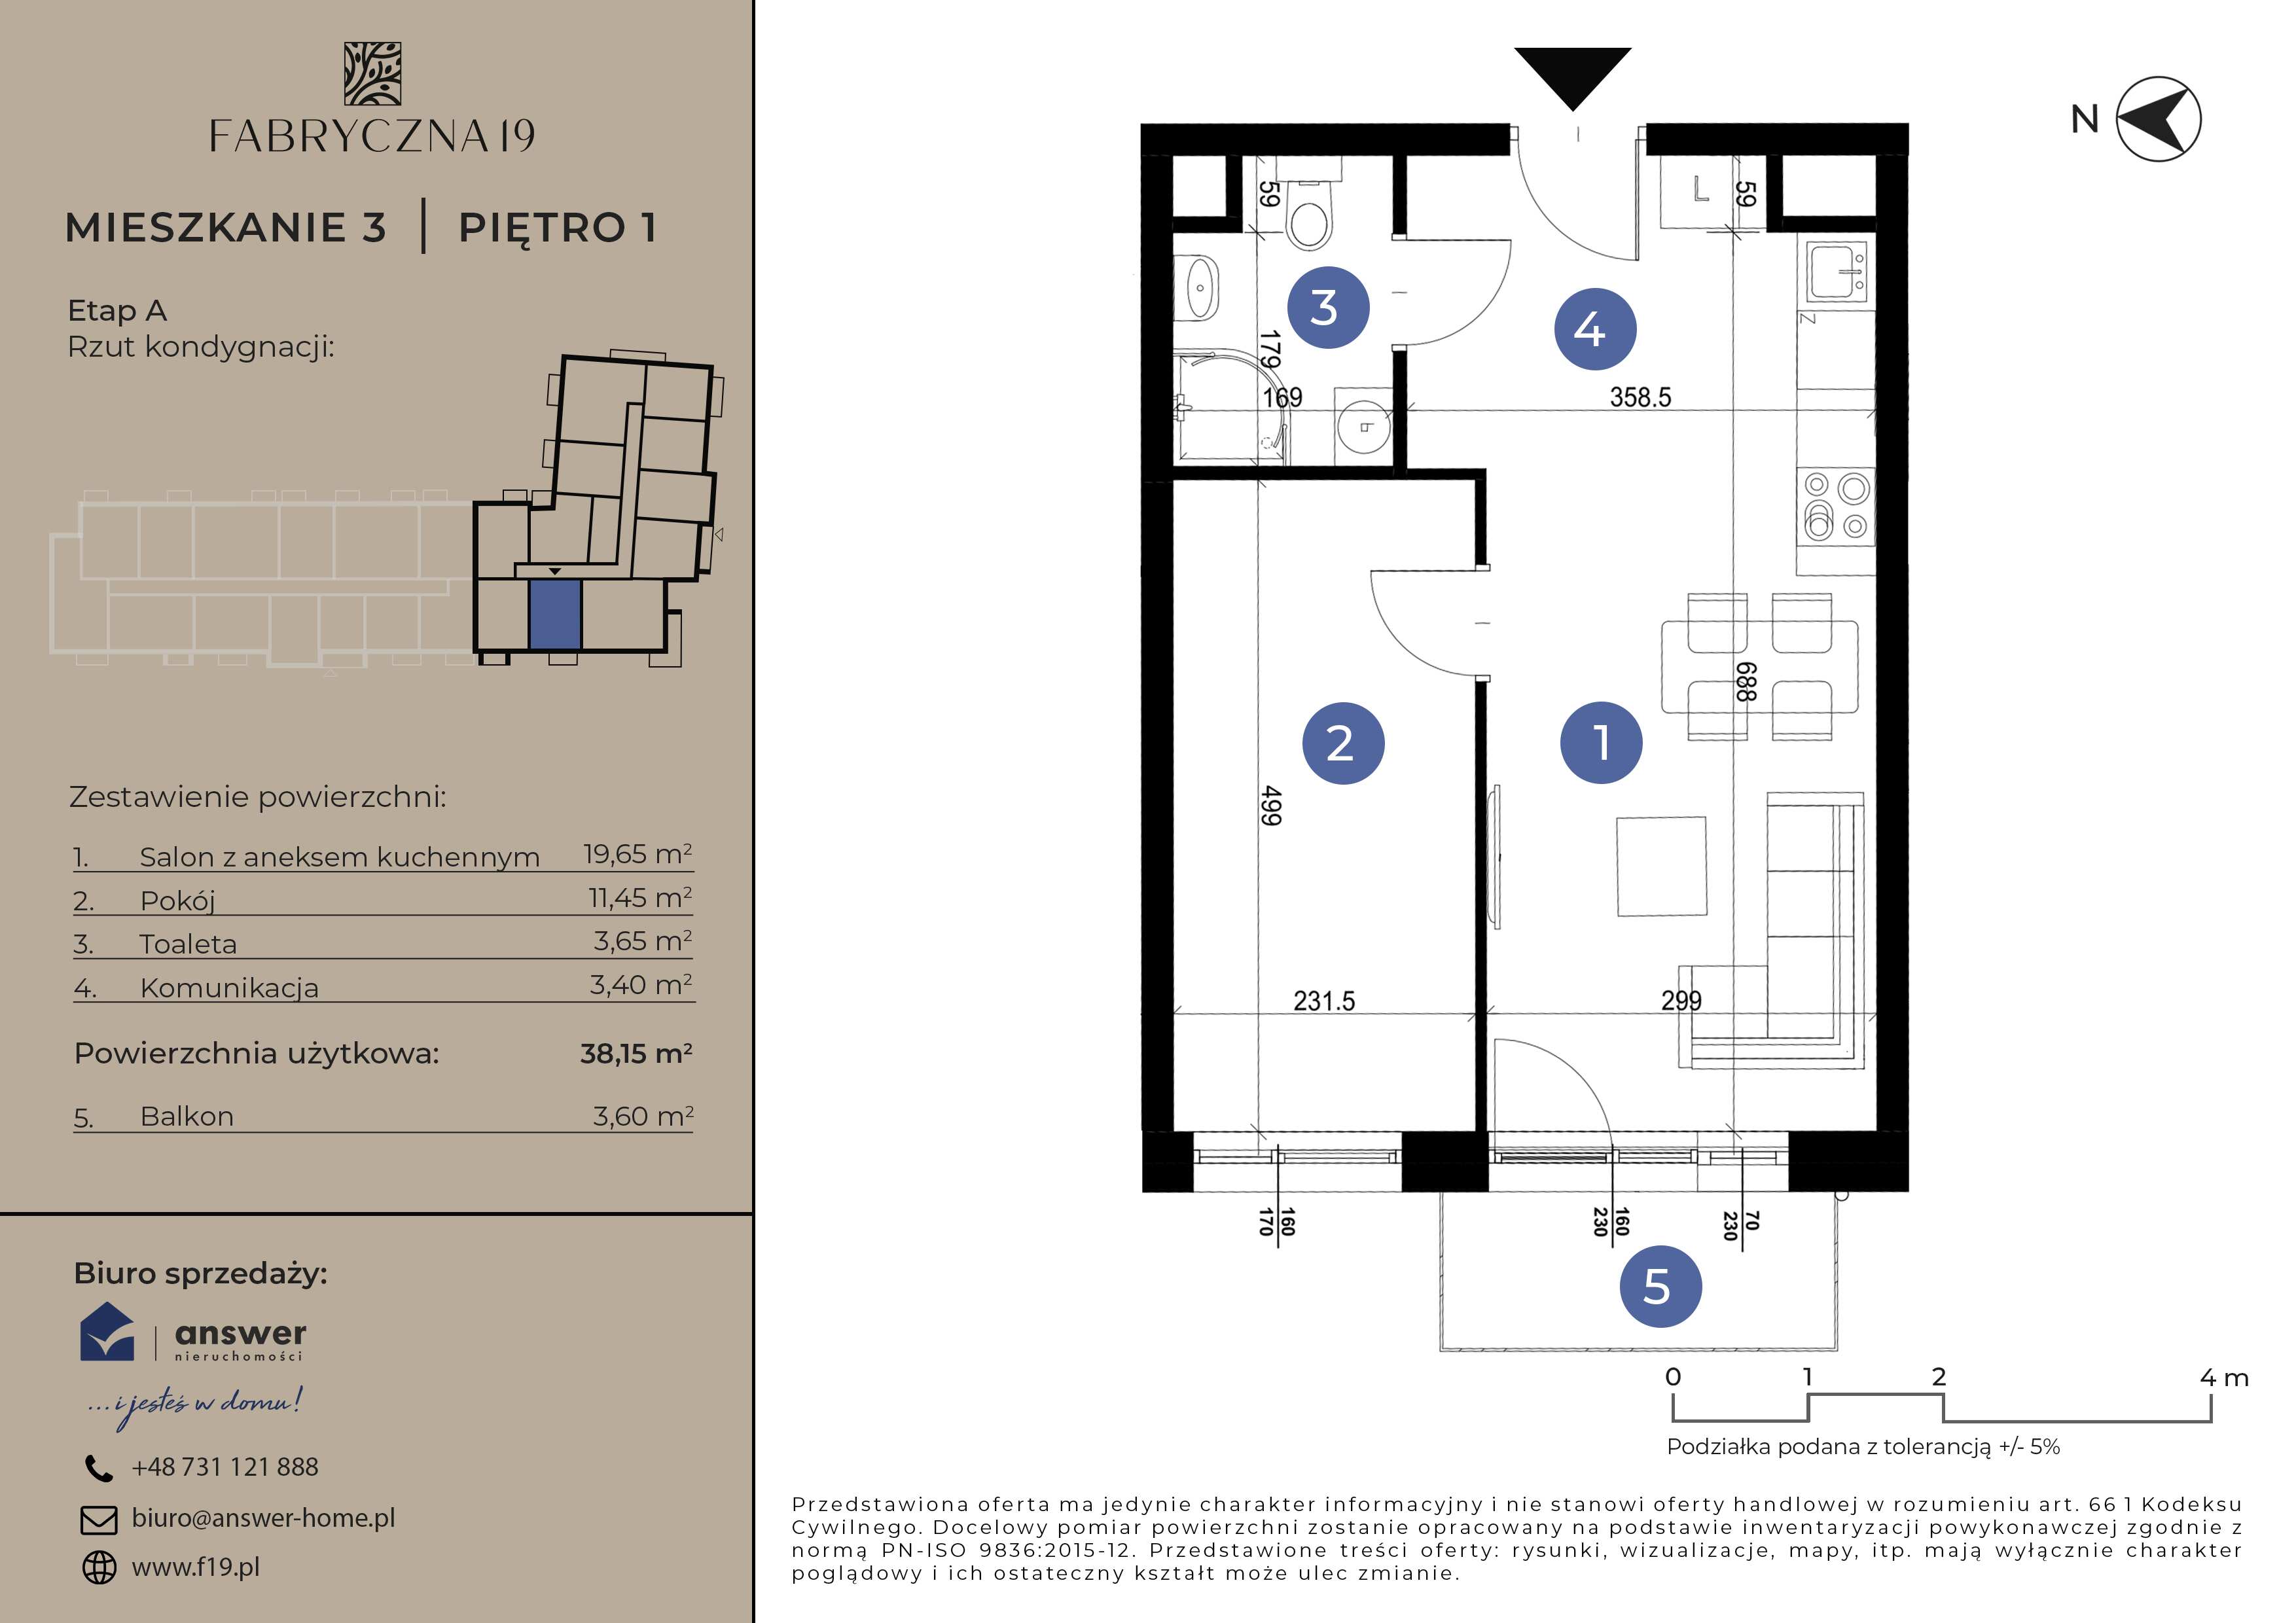 FABRYCZNA 19
MIESZKANIE 3 | PIĘTRO 1
Etap A
Rzut kondygnacji:
Zestawienie powierzchni:
1. Salon z aneksem kuchennym 19,65 m²
2. Pokój 11,45 m²
3. Toaleta 3,65 m²
4. Komunikacja 3,40 m²
Powierzchnia użytkowa: 38,15 m²
5. Balkon 3,60 m²
Biuro sprzedaży:
answer
nieruchomości
...i jesteś w domu!
+48 731 121 888
biuro@answer-home.pl
www.f19.pl
N
59
L
59
3
4
Z
179
169
358.5
P
688
2
1
499
231.5
299
160
170
160
230
70
230
5
0 1 2 4 m
Podziałka podana z tolerancją +/- 5%
Przedstawiona oferta ma jedynie charakter informacyjny i nie stanowi oferty handlowej w rozumieniu art. 66 1 Kodeksu
Cywilnego. Docelowy pomiar powierzchni zostanie opracowany na podstawie inwentaryzacji powykonawczej zgodnie z
normą PN-ISO 9836:2015-12. Przedstawione treści oferty: rysunki, wizualizacje, mapy, itp. mają wyłącznie charakter
poglądowy i ich ostateczny kształt może ulec zmianie.